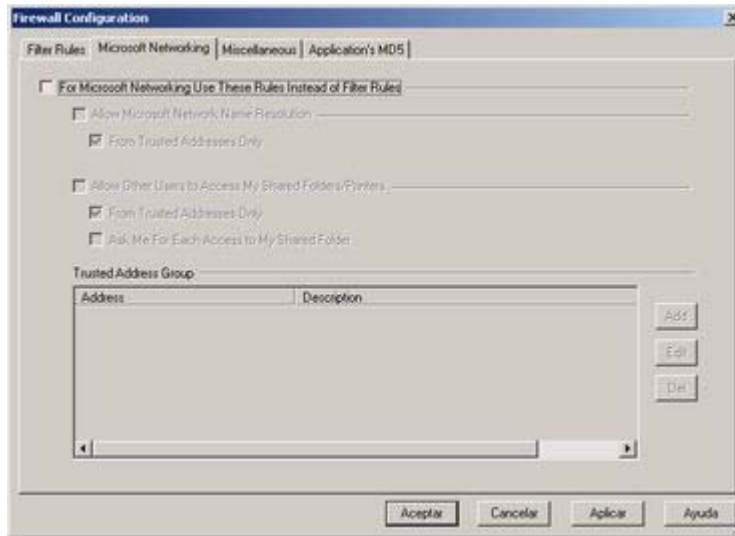 Firewall Configuration
Filter Rules
Microsoft Networking
Miscellaneous
Application's MD5
For Microsoft Networking Use These Rules Instead of Filter Rules
Allow Microsoft Network Name Resolution
From Trusted Addresses Only
Allow Other Users to Access My Shared Folders/Printers
From Trusted Addresses Only
Ask Me For Each Access to My Shared Folder
Trusted Address Group
Address Description
Add
Edit
Del
Aceptar Cancelar Aplicar Ayuda